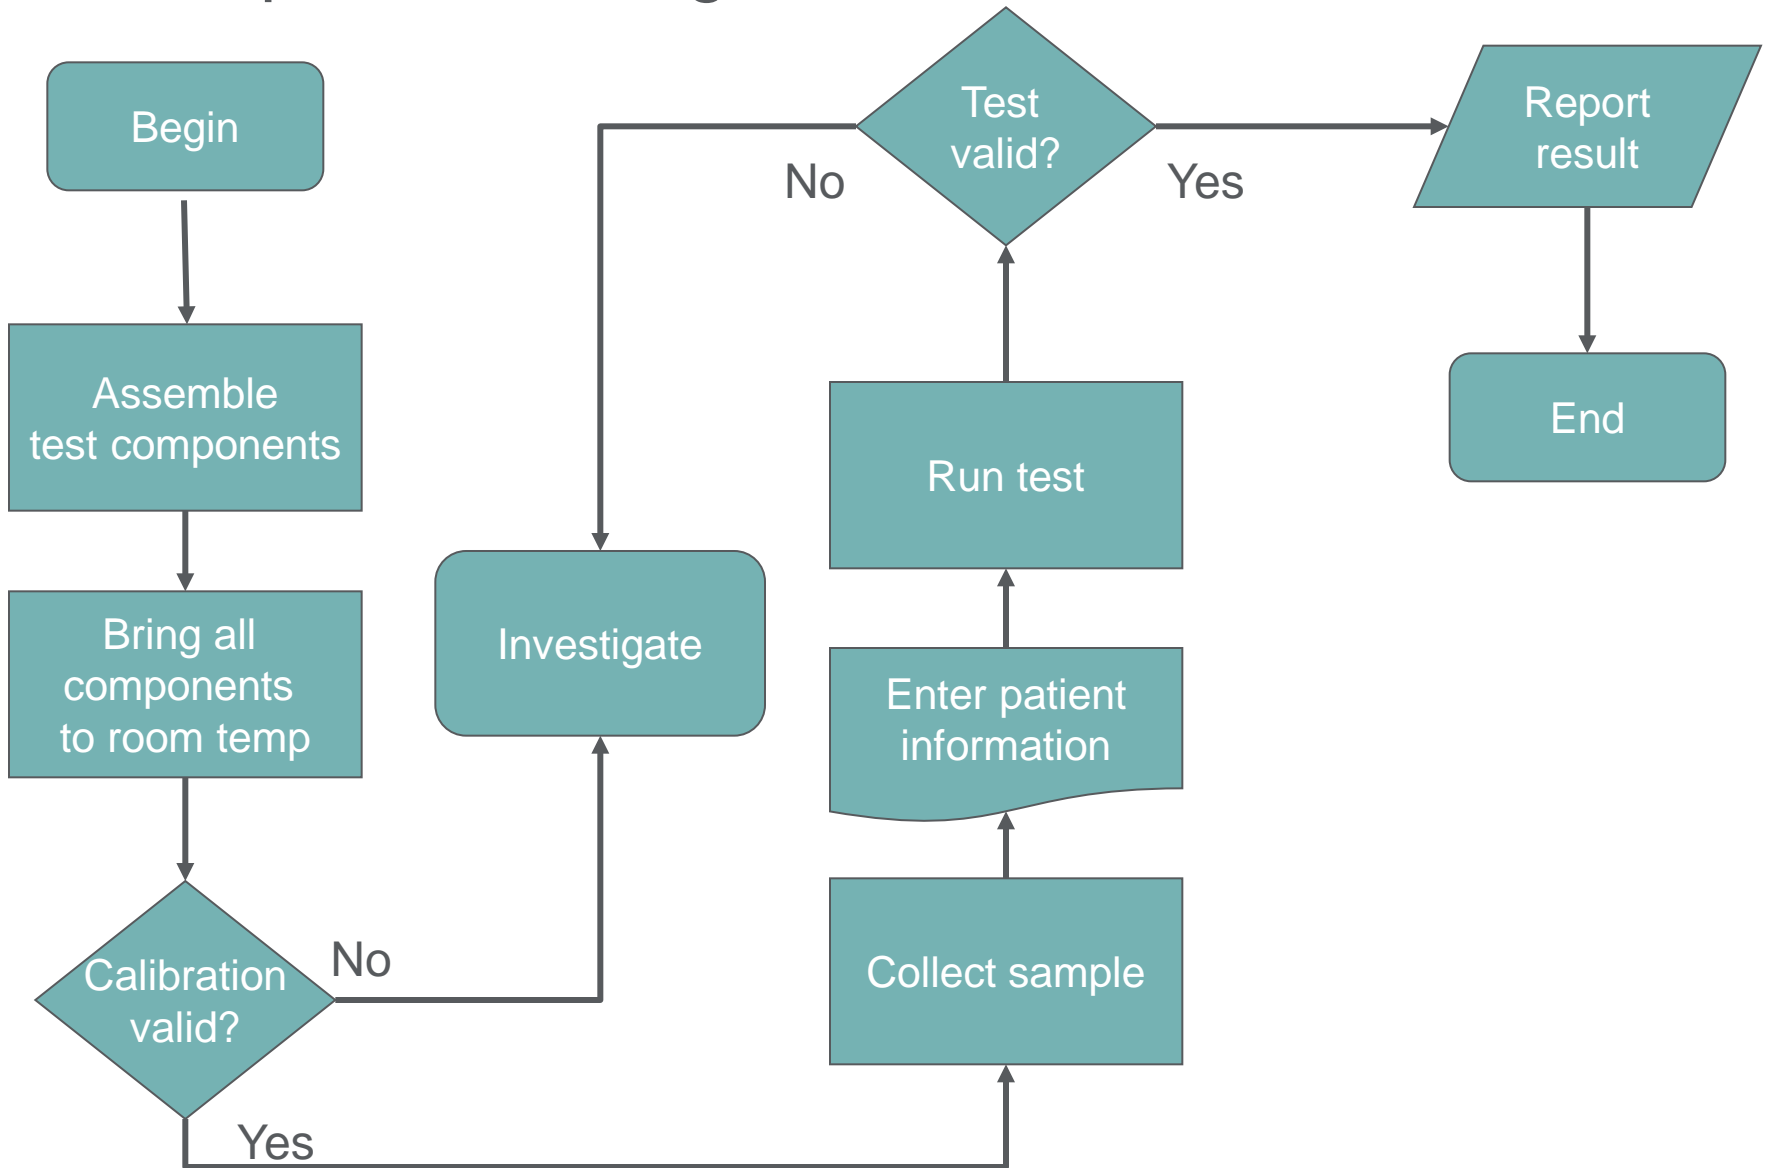 Begin
Assemble
test components
Bring all
components
to room temp
Calibration
valid?
No
Yes
Investigate
Collect sample
Enter patient
information
Run test
Test
valid?
No
Yes
Report
result
End